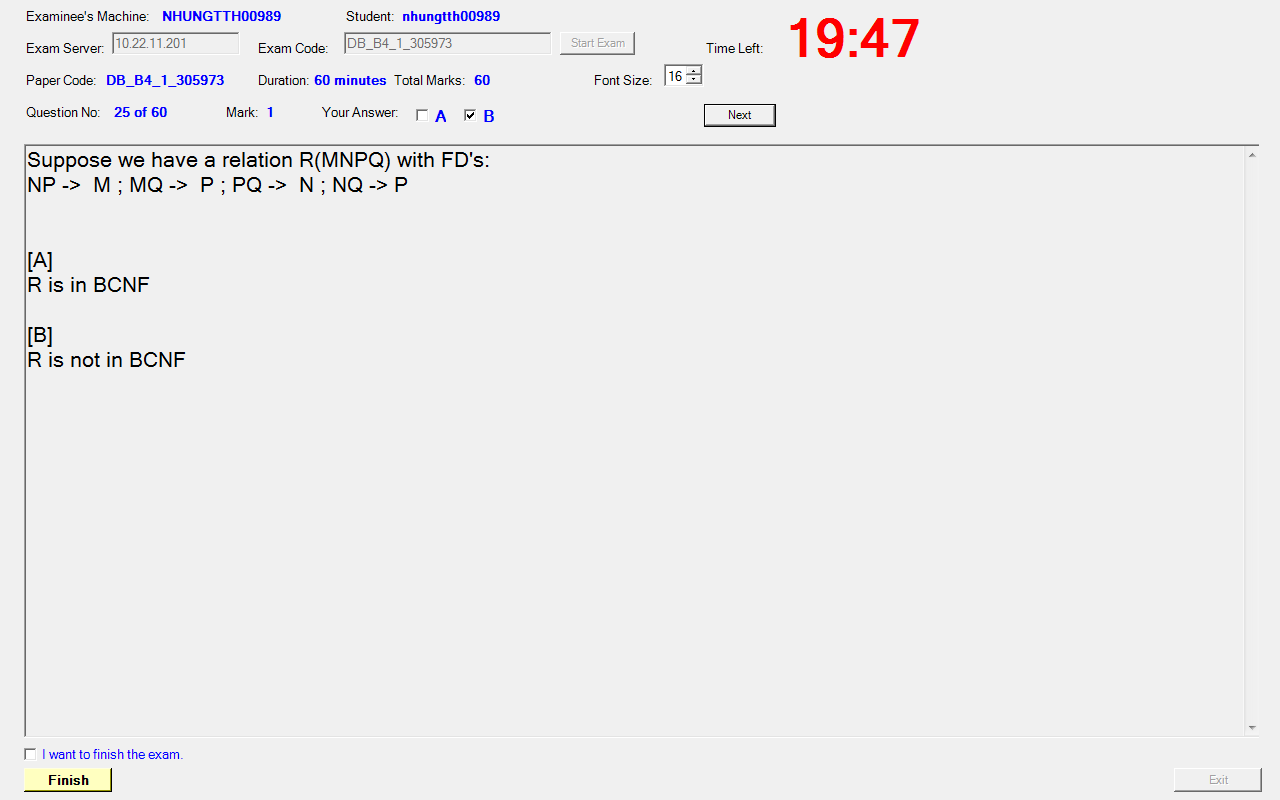 Examinee's Machine: NHUNGTTH00989 Student: nhungtth00989
Exam Server: 10.22.11.201 Exam Code: DB_B4_1_305973 Start Exam Time Left: 19:47
Paper Code: DB_B4_1_305973 Duration: 60 minutes Total Marks: 60 Font Size: 16
Question No: 25 of 60 Mark: 1 Your Answer: A B Next
Suppose we have a relation R(MNPQ) with FD's:
NP -> M ; MQ -> P ; PQ -> N ; NQ -> P
[A]
R is in BCNF
[B]
R is not in BCNF
I want to finish the exam.
Finish Exit